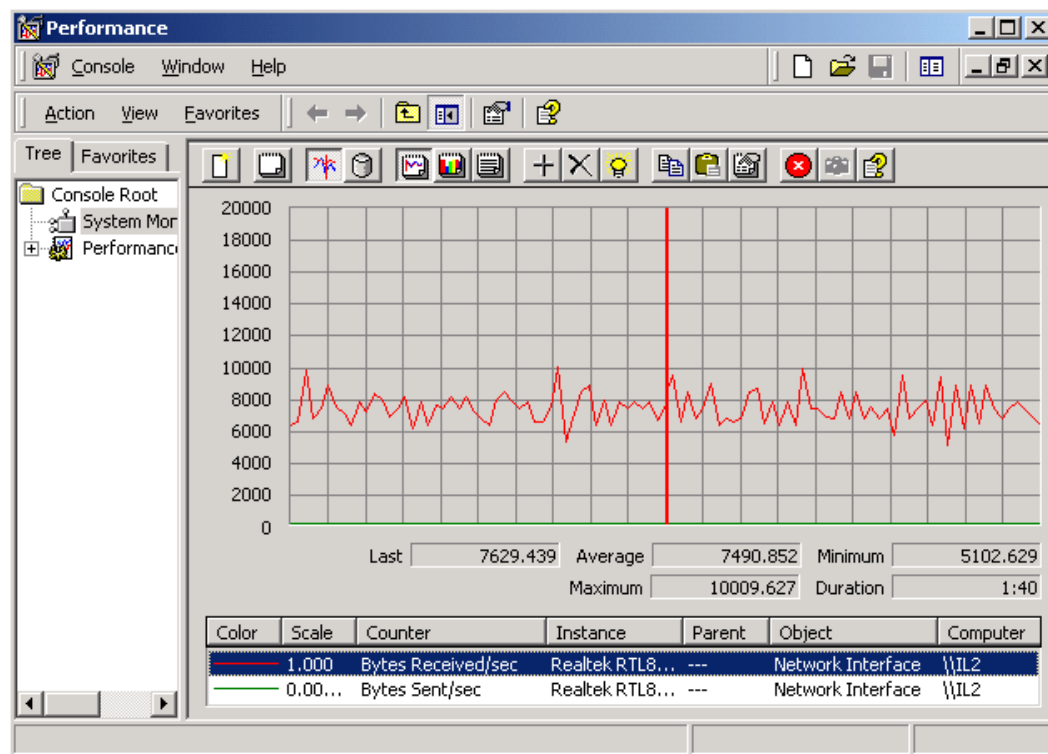 Performance
Console Window Help
Action View Favorites
Tree Favorites
Console Root
System Mor
Performanc
20000
18000
16000
14000
12000
10000
8000
6000
4000
2000
0
Last 7629.439 Average 7490.852 Minimum 5102.629
Maximum 10009.627 Duration 1:40
Color Scale Counter Instance Parent Object Computer
1.000 Bytes Received/sec Realtek RTL8... --- Network Interface \\IL2
0.00... Bytes Sent/sec Realtek RTL8... --- Network Interface \\IL2